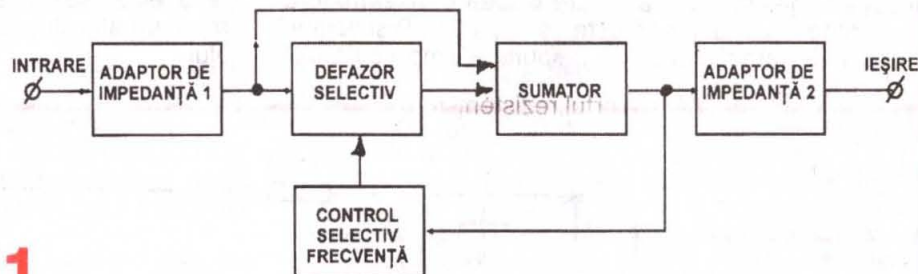 INTRARE
ADAPTOR DE
IMPEDANȚĂ 1
DEFAZOR
SELECTIV
SUMATOR
ADAPTOR DE
IMPEDANȚĂ 2
IEȘIRE
CONTROL
SELECTIV
FRECVENȚĂ
1